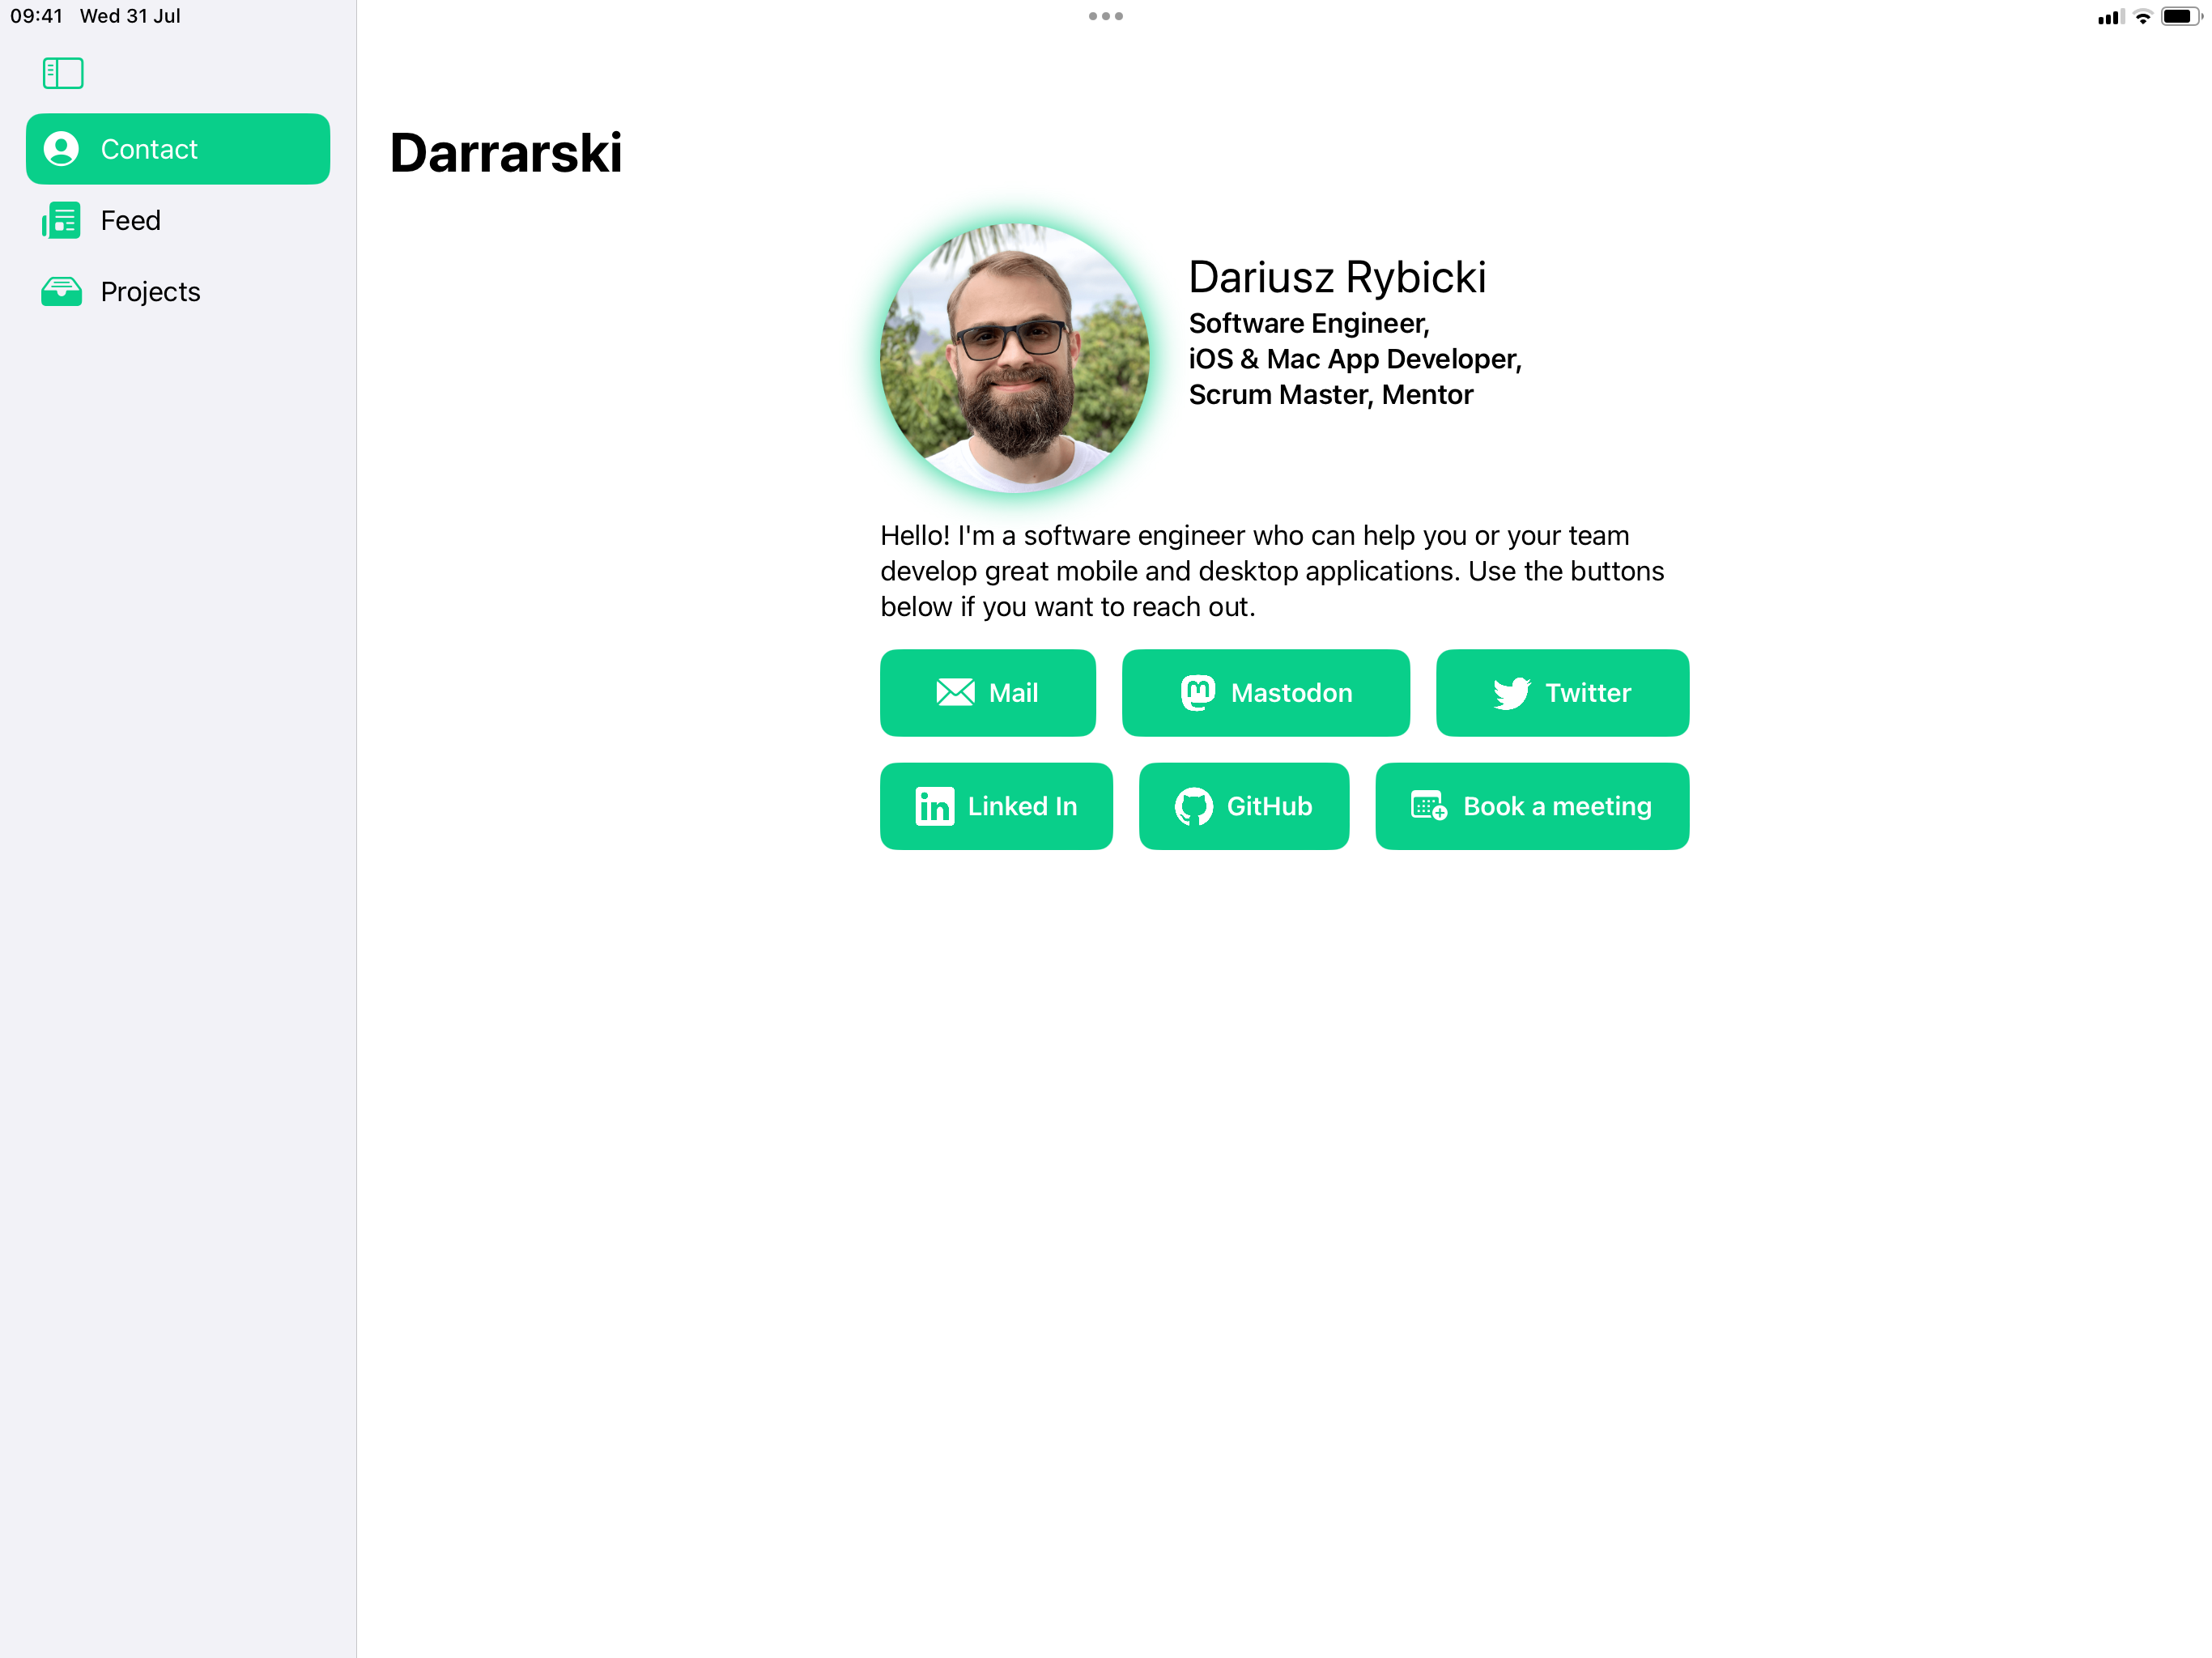 09:41 Wed 31 Jul
Contact
Feed
Projects
Darrarski
Dariusz Rybicki
Software Engineer,
iOS & Mac App Developer,
Scrum Master, Mentor
Hello! I'm a software engineer who can help you or your team
develop great mobile and desktop applications. Use the buttons
below if you want to reach out.
Mail
Mastodon
Twitter
Linked In
GitHub
Book a meeting